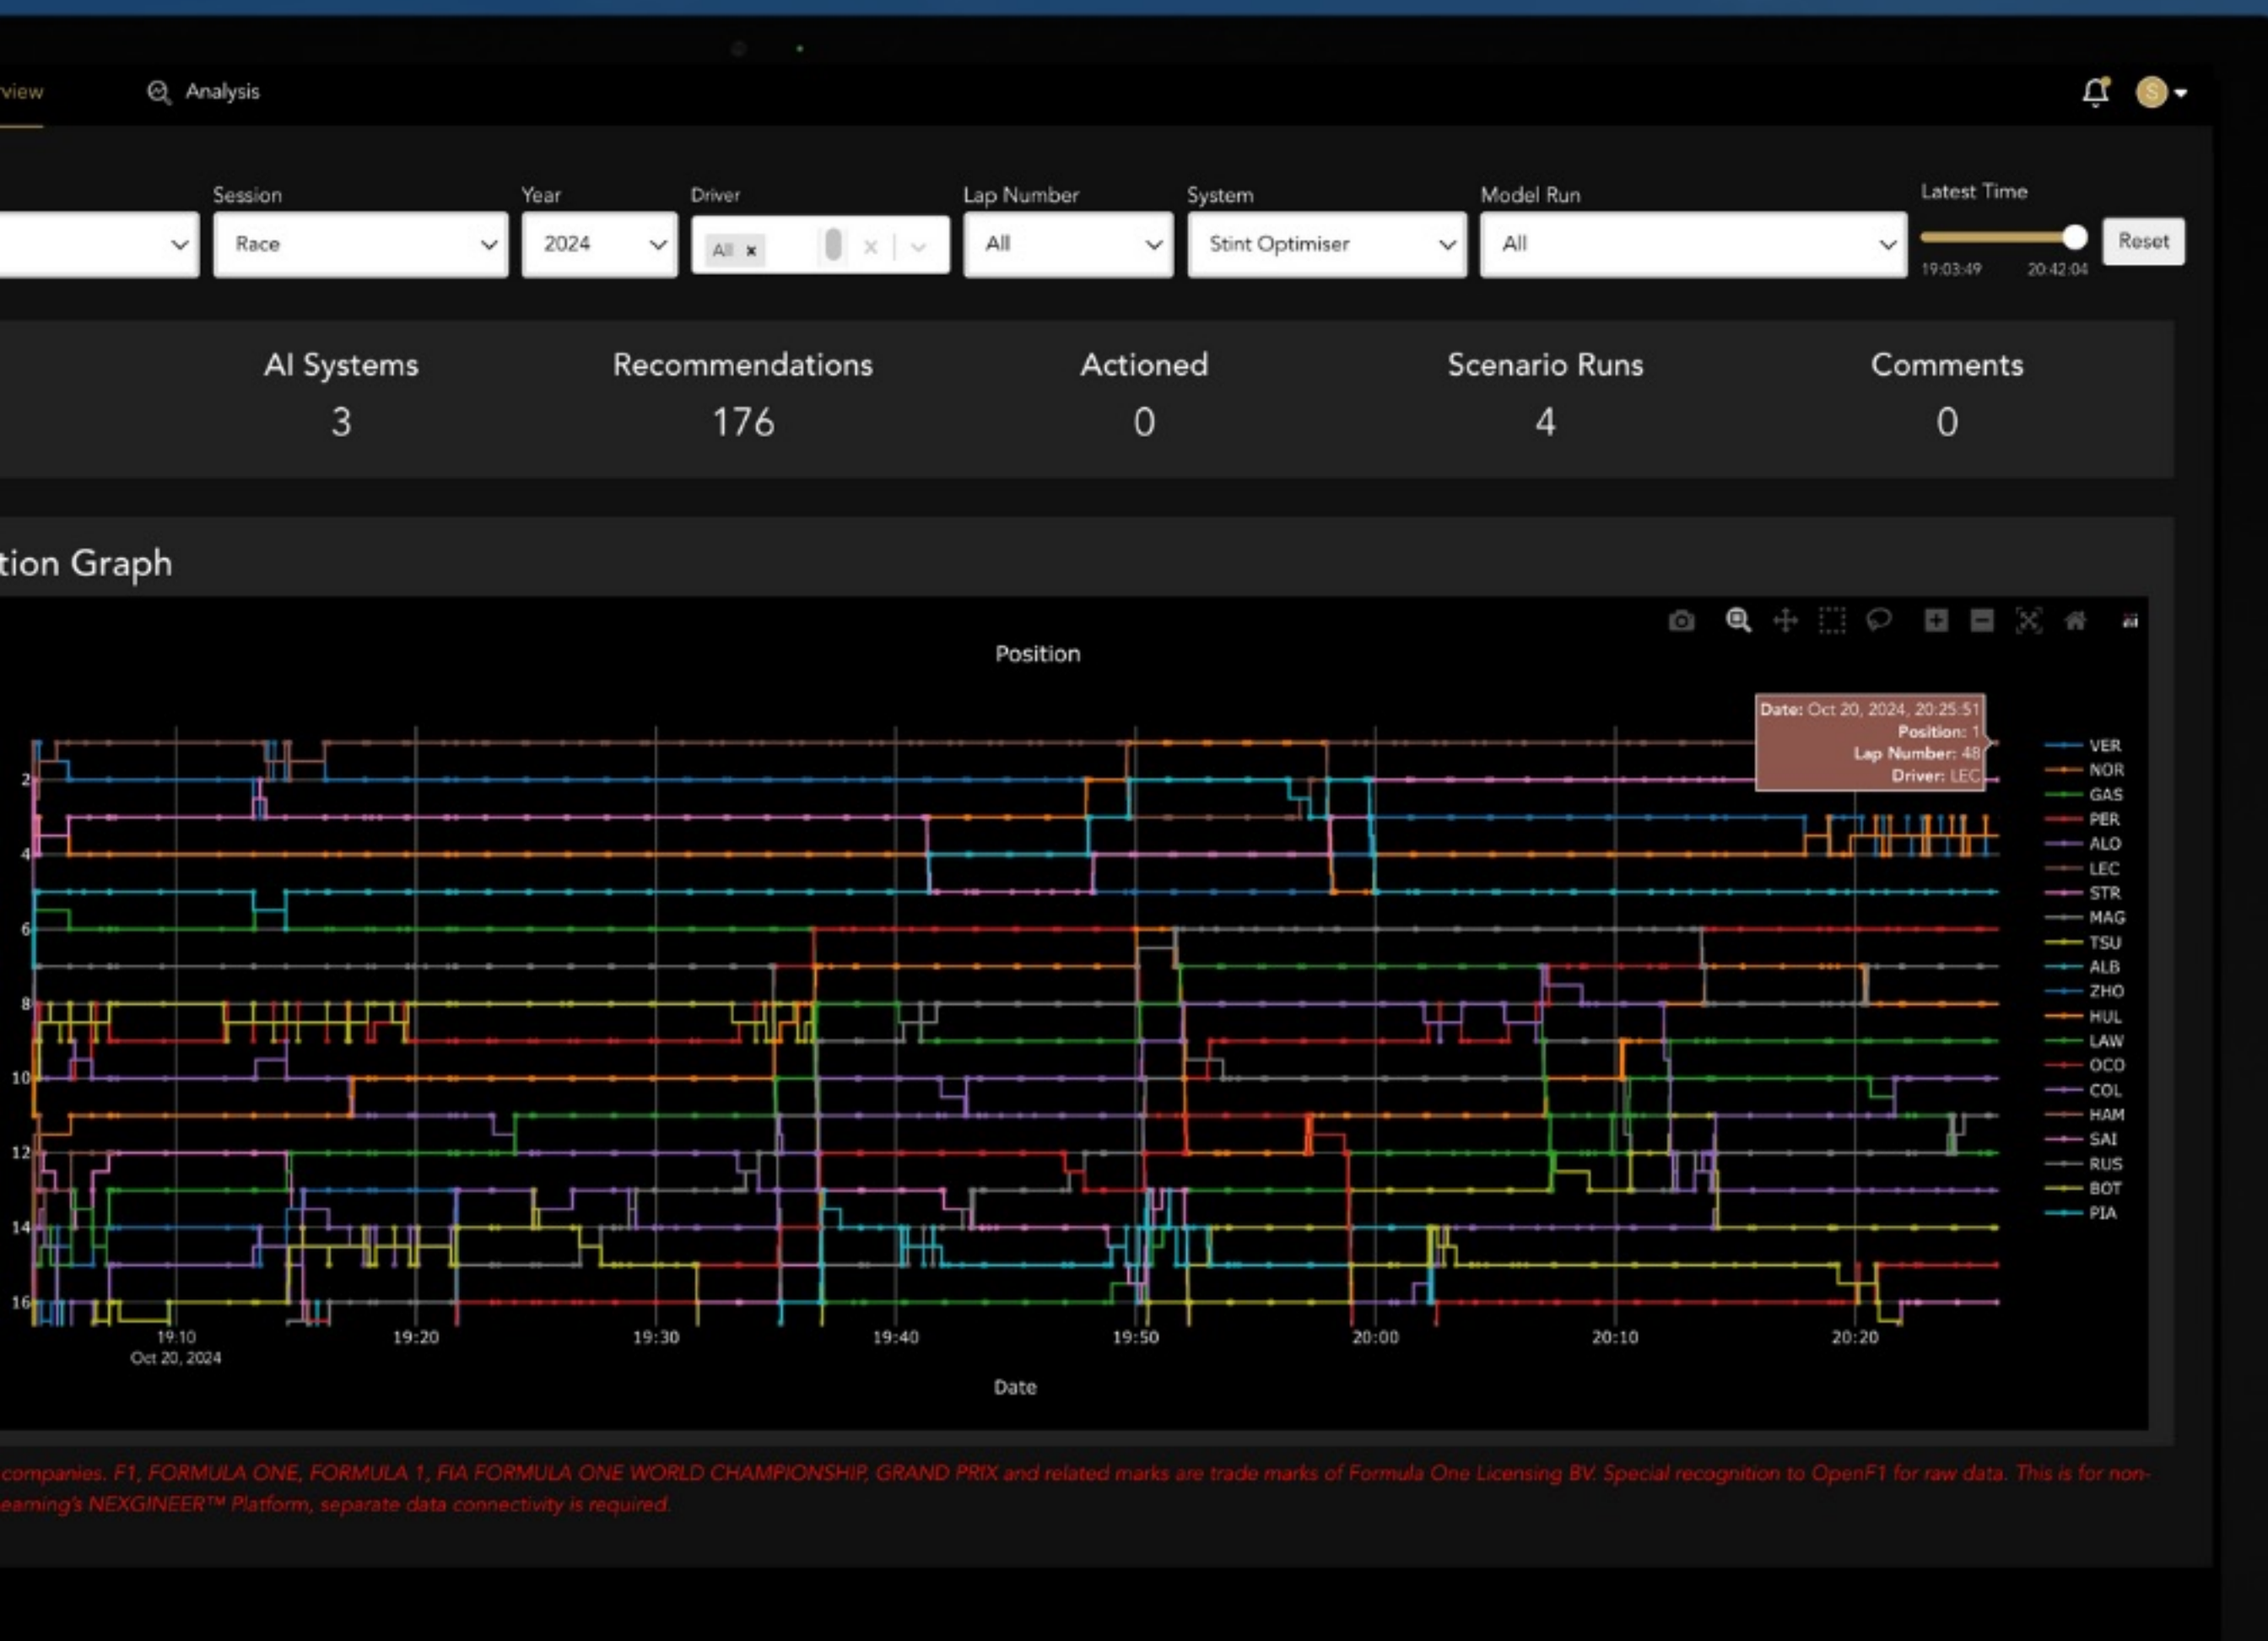 rview
Analysis
S
Session
Year
Driver
Lap Number
System
Model Run
Latest Time
Race
2024
All ×
All
Stint Optimiser
All
Reset
19:03:49
20:42:04
AI Systems
Recommendations
Actioned
Scenario Runs
Comments
3
176
0
4
0
tion Graph
Position
Date: Oct 20, 2024, 20:25:51
Position: 1
Lap Number: 48
Driver: LEC
VER
NOR
GAS
PER
ALO
LEC
STR
MAG
TSU
ALB
ZHO
HUL
LAW
OCO
COL
HAM
SAI
RUS
BOT
PIA
2
4
6
8
10
12
14
16
19:10
19:20
19:30
19:40
19:50
20:00
20:10
20:20
Oct 20, 2024
Date
companies. F1, FORMULA ONE, FORMULA 1, FIA FORMULA ONE WORLD CHAMPIONSHIP, GRAND PRIX and related marks are trade marks of Formula One Licensing BV. Special recognition to OpenF1 for raw data. This is for non-
earning's NEXGINEER™ Platform, separate data connectivity is required.